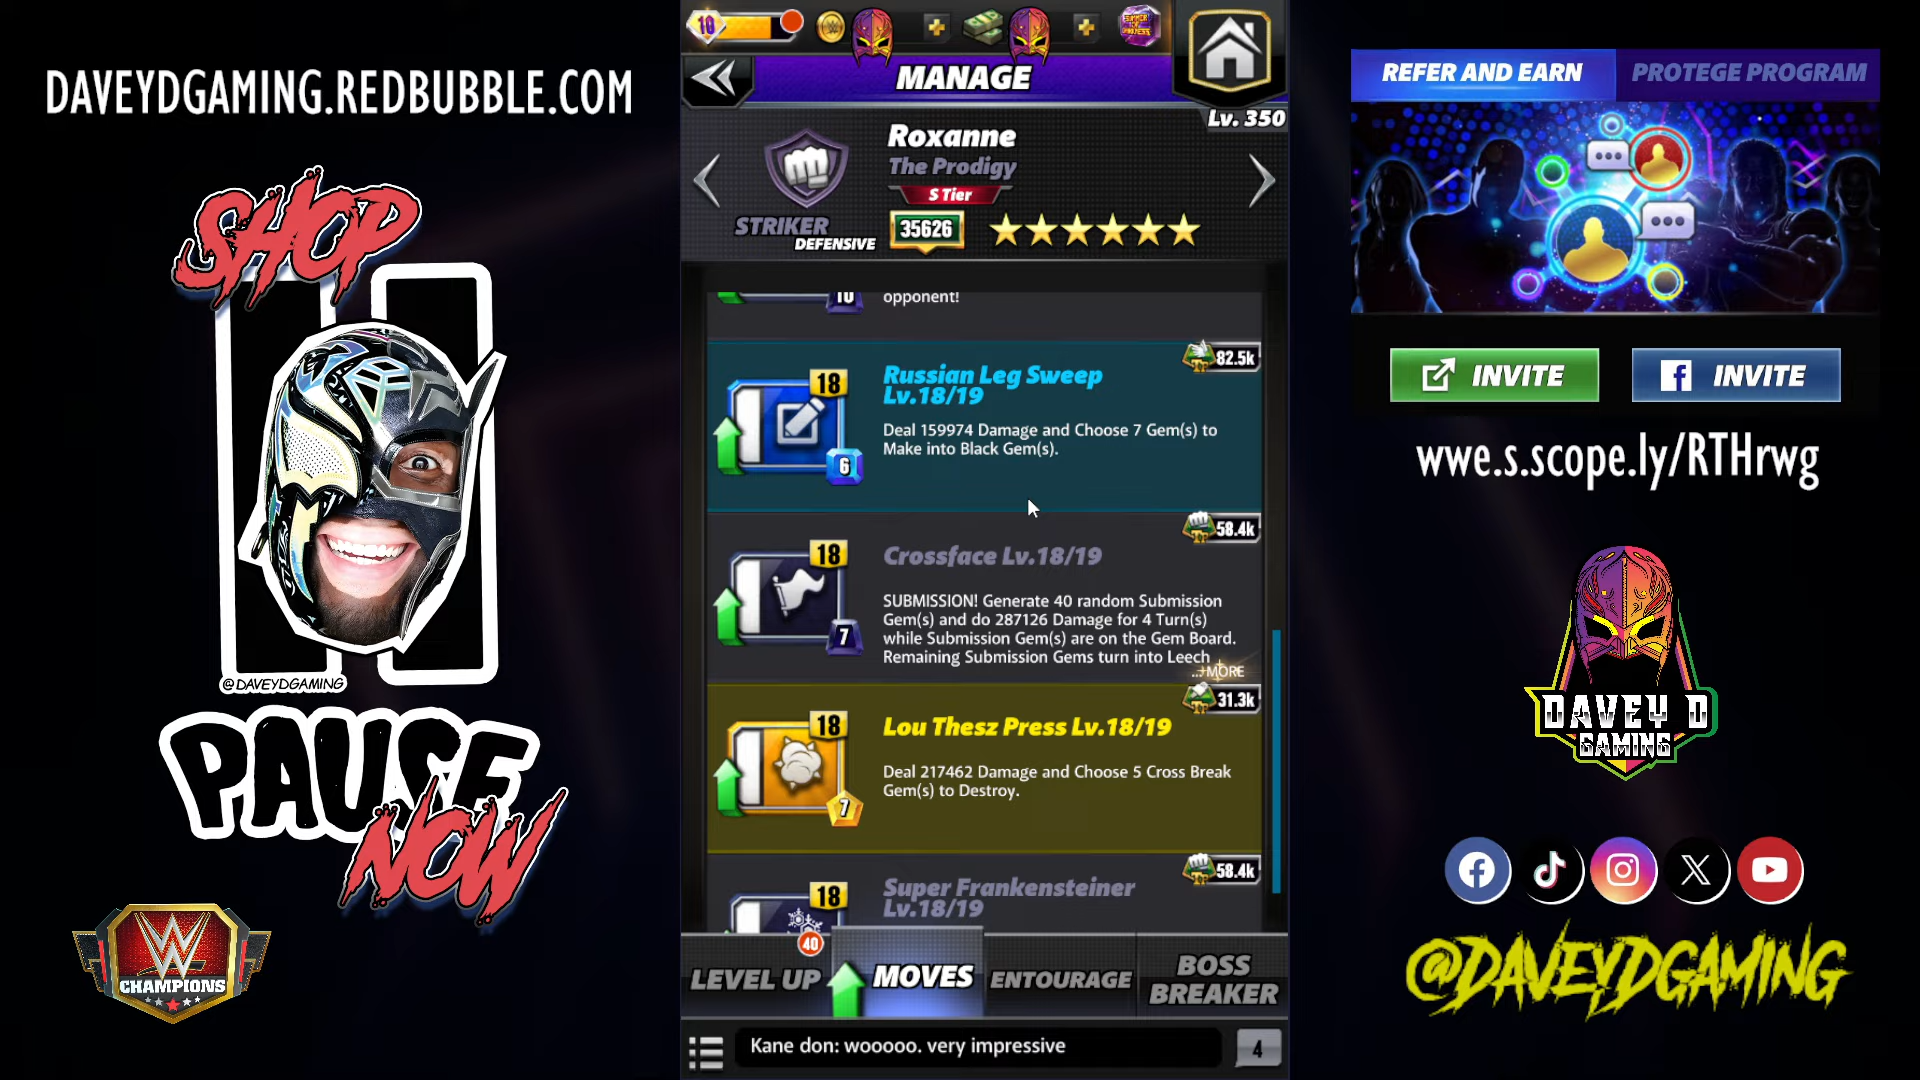 DAVEYDGAMING.REDBUBBLE.COM
SHOP
@DAVEYDGAMING
PAUSE
NOW
W
CHAMPIONS
10
MANAGE
Lv. 350
Roxanne
The Prodigy
S Tier
STRIKER
DEFENSIVE
35626
10
opponent!
82.5k
18
Russian Leg Sweep
Lv.18/19
Deal 159974 Damage and Choose 7 Gem(s) to
Make into Black Gem(s).
6
58.4k
18
Crossface Lv.18/19
SUBMISSION! Generate 40 random Submission
Gem(s) and do 287126 Damage for 4 Turn(s)
while Submission Gem(s) are on the Gem Board.
Remaining Submission Gems turn into Leech
...+MORE
7
31.3k
18
Lou Thesz Press Lv.18/19
Deal 217462 Damage and Choose 5 Cross Break
Gem(s) to Destroy.
7
58.4k
18
Super Frankensteiner
Lv.18/19
40
LEVEL UP
MOVES
ENTOURAGE
BOSS
BREAKER
Kane don: wooooo. very impressive
4
REFER AND EARN
PROTEGE PROGRAM
INVITE
INVITE
wwe.s.scope.ly/RTHrwg
DAVEY D
GAMING
@DAVEYDGAMING